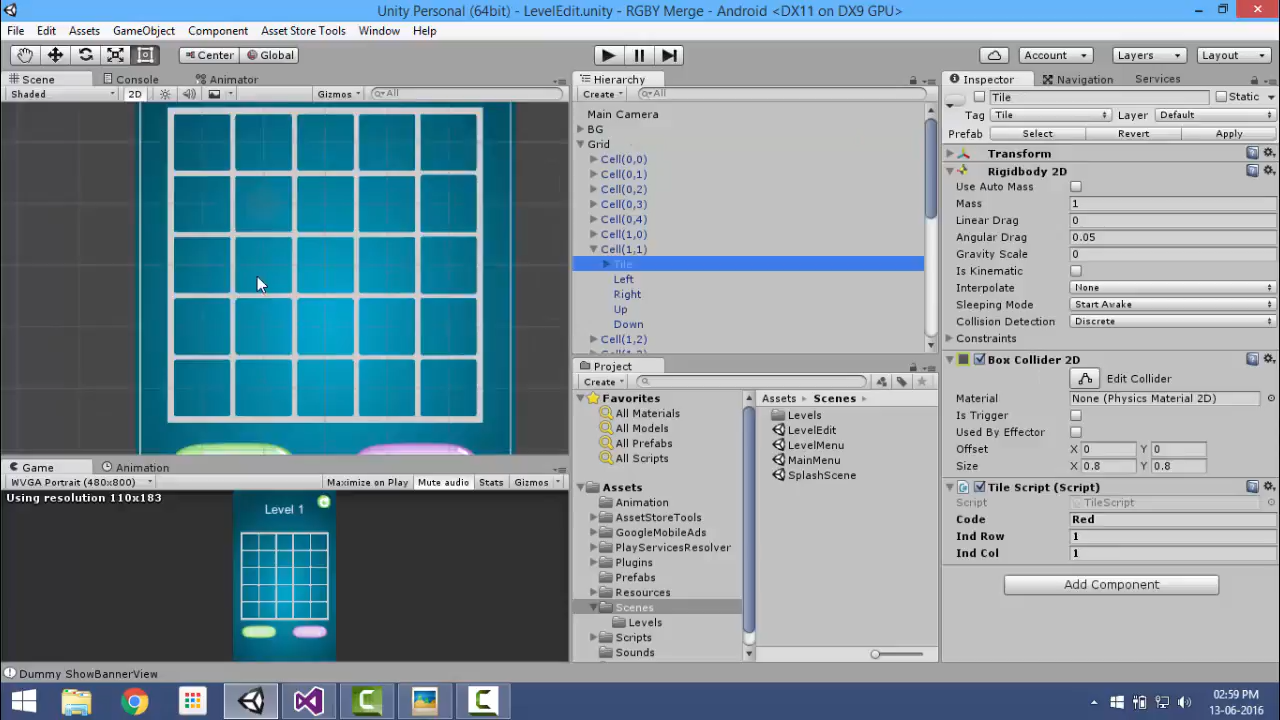 Unity Personal (64bit) - LevelEdit.unity - RGBY Merge - Android <DX11 on DX9 GPU>
File Edit Assets GameObject Component Asset Store Tools Window Help
Center Global Account Layers Layout
Scene Console Animator
Shaded 2D Gizmos All
Hierarchy
Create All
Main Camera
BG
Grid
Cell(0,0)
Cell(0,1)
Cell(0,2)
Cell(0,3)
Cell(0,4)
Cell(1,0)
Cell(1,1)
Tile
Left
Right
Up
Down
Cell(1,2)
Project
Create
Favorites
All Materials
All Models
All Prefabs
All Scripts
Assets
Animation
AssetStoreTools
GoogleMobileAds
PlayServicesResolver
Plugins
Prefabs
Resources
Scenes
Levels
Scripts
Sounds
Assets Scenes
Levels
LevelEdit
LevelMenu
MainMenu
SplashScene
Inspector Navigation Services
Tile Static
Tag Tile Layer Default
Prefab Select Revert Apply
Transform
Rigidbody 2D
Use Auto Mass
Mass 1
Linear Drag 0
Angular Drag 0.05
Gravity Scale 0
Is Kinematic
Interpolate None
Sleeping Mode Start Awake
Collision Detection Discrete
Constraints
Box Collider 2D
Edit Collider
Material None (Physics Material 2D)
Is Trigger
Used By Effector
Offset X 0 Y 0
Size X 0.8 Y 0.8
Tile Script (Script)
Script TileScript
Code Red
Ind Row 1
Ind Col 1
Add Component
Game Animation
WVGA Portrait (480x800) Maximize on Play Mute audio Stats Gizmos
Using resolution 110x183
Level 1
Dummy ShowBannerView
02:59 PM
13-06-2016